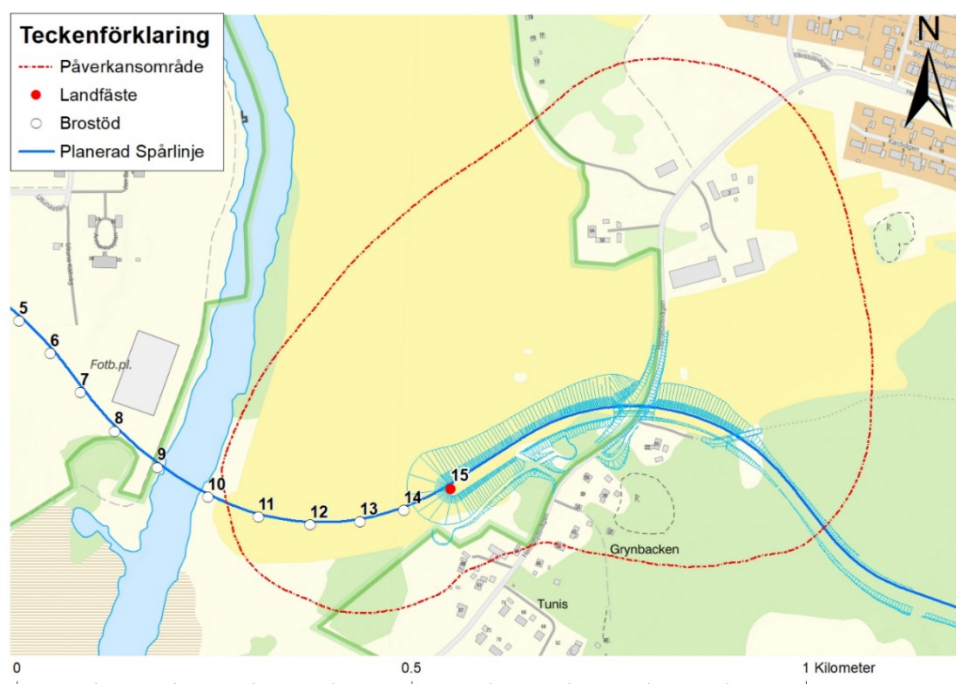 Teckenförklaring
Påverkansområde
Landfäste
Brostöd
Planerad Spårlinje
N
5
6
7
Fotb.pl.
8
9
10
11
12
13
14
15
Grynbacken
Tunis
0
0.5
1 Kilometer